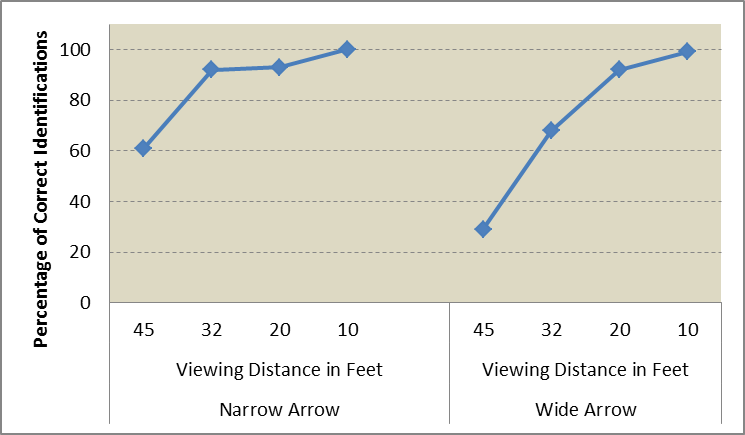 Percentage of Correct Identifications
100
80
60
40
20
0
45 32 20 10 45 32 20 10
Viewing Distance in Feet Viewing Distance in Feet
Narrow Arrow Wide Arrow